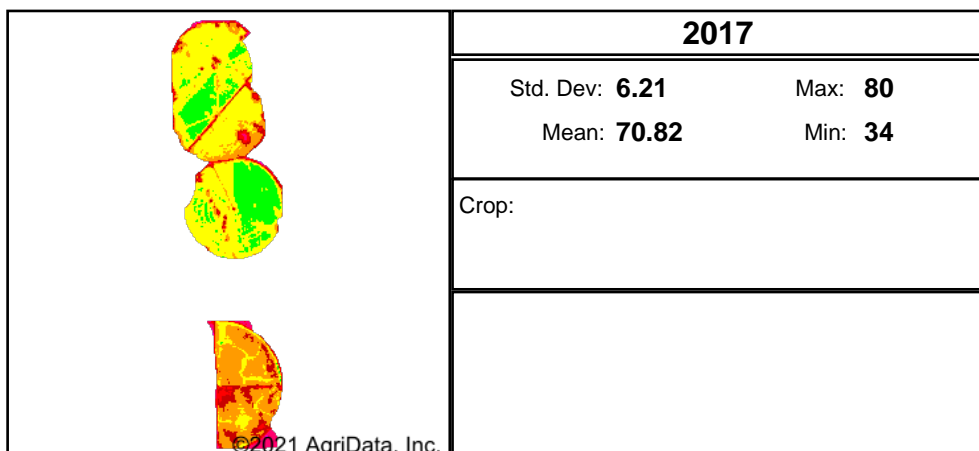 2017
Std. Dev: 6.21 Max: 80
Mean: 70.82 Min: 34
Crop:
©2021 AgriData, Inc.